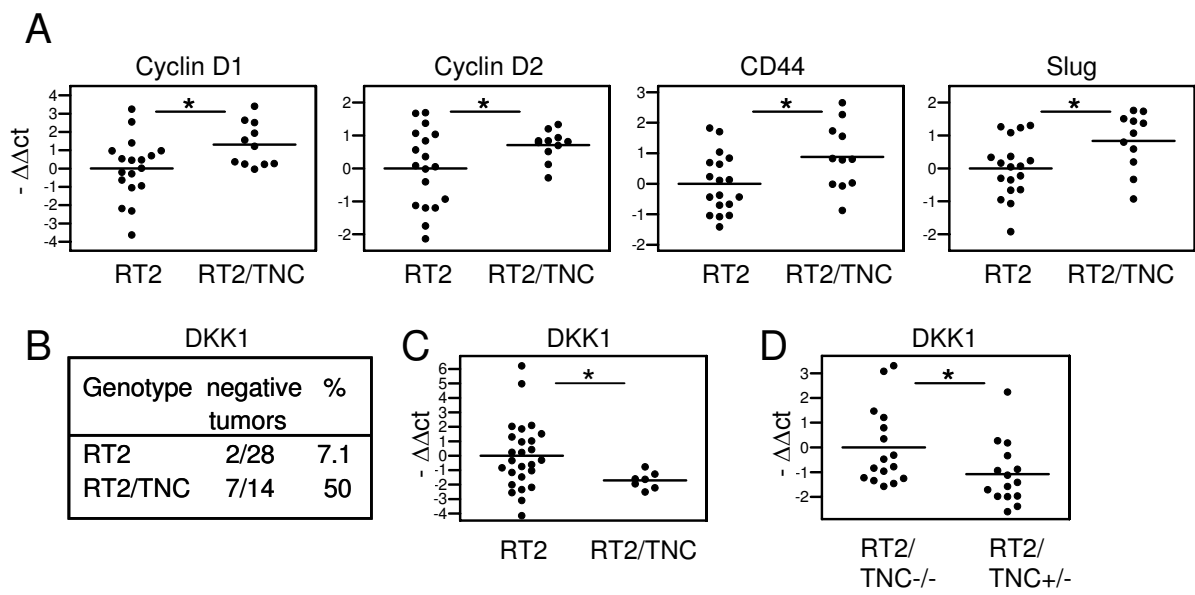 A
Cyclin D1
Cyclin D2
CD44
Slug
- ΔΔct
4
3
2
1
0
-1
-2
-3
-4
2
1
0
-1
-2
3
2
1
0
-1
-2
2
1
0
-1
-2
*
*
*
*
RT2 RT2/TNC
RT2 RT2/TNC
RT2 RT2/TNC
RT2 RT2/TNC
B
DKK1
Genotype negative %
tumors
RT2 2/28 7.1
RT2/TNC 7/14 50
C
DKK1
- ΔΔct
6
5
4
3
2
1
0
-1
-2
-3
-4
*
RT2 RT2/TNC
D
DKK1
- ΔΔct
3
2
1
0
-1
-2
*
RT2/ RT2/
TNC-/- TNC+/-